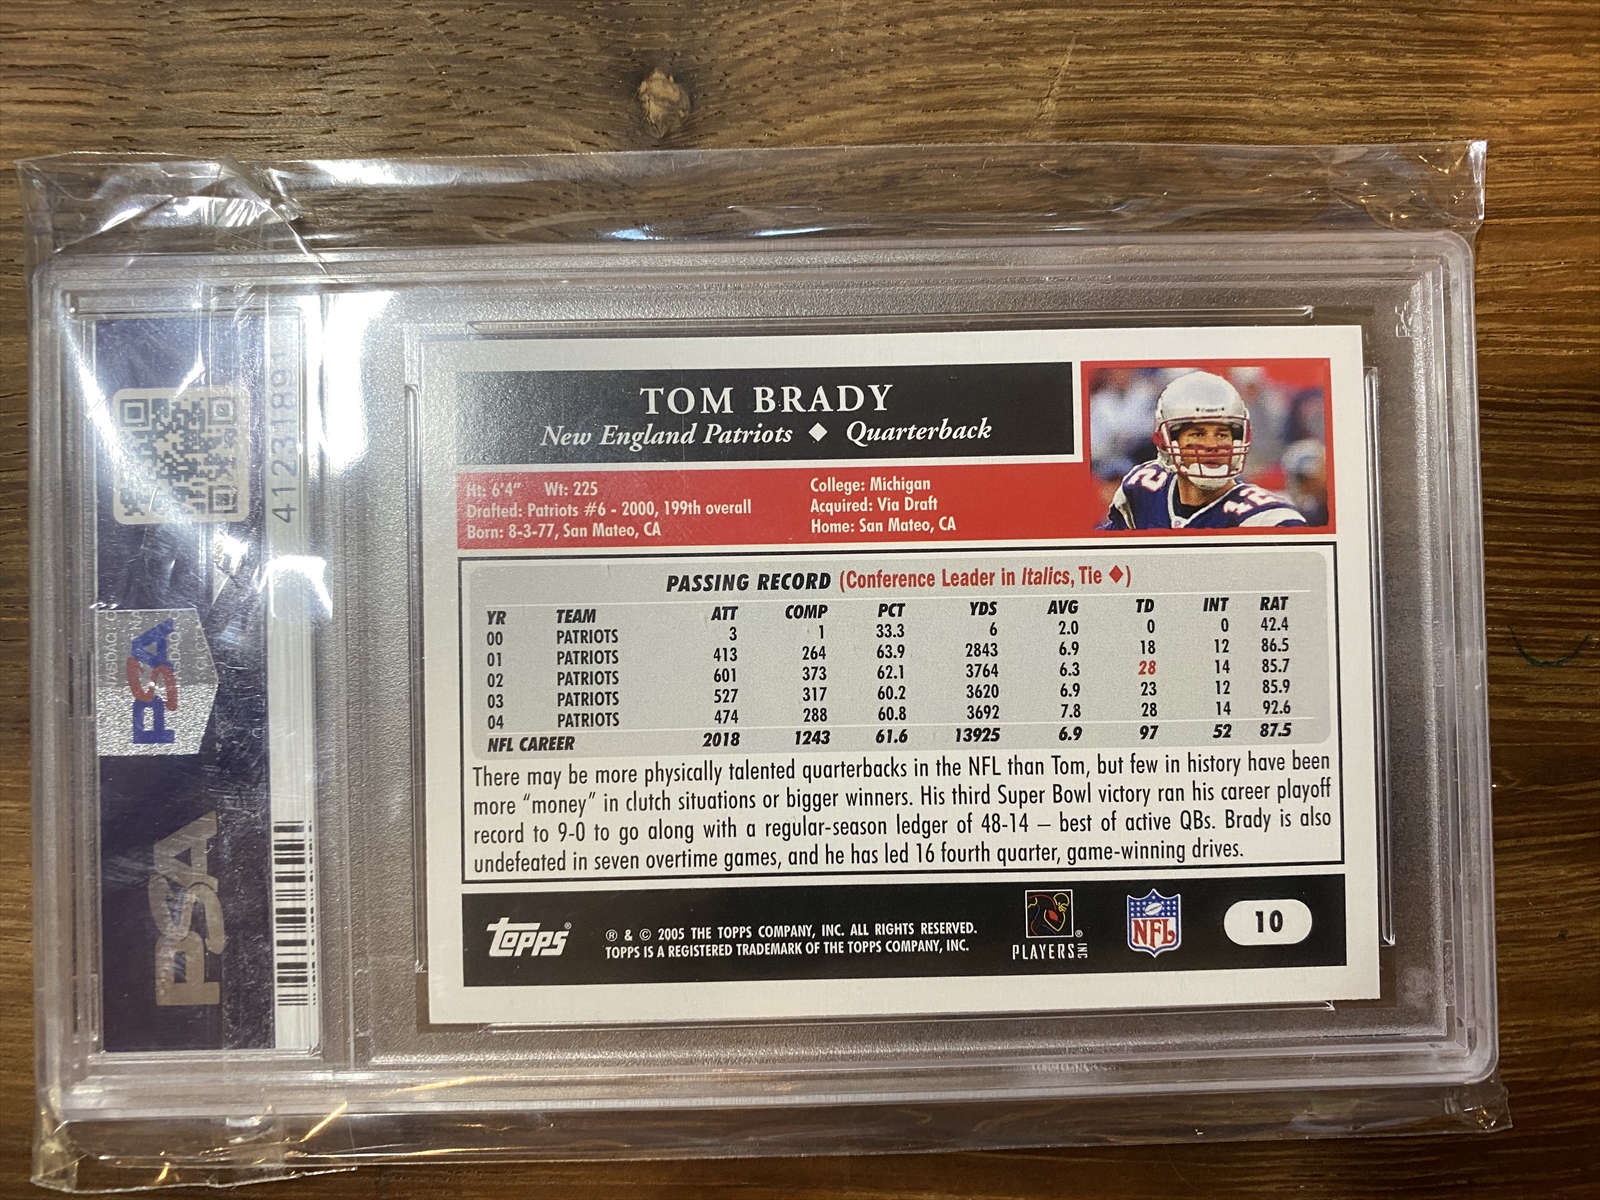 TOM BRADY
New England Patriots ◆ Quarterback
Ht: 6'4" Wt: 225
Drafted: Patriots #6 - 2000, 199th overall
Born: 8-3-77, San Mateo, CA
College: Michigan
Acquired: Via Draft
Home: San Mateo, CA
12
12
PASSING RECORD (Conference Leader in Italics, Tie ◆)
YR TEAM ATT COMP PCT YDS AVG TD INT RAT
00 PATRIOTS 3 1 33.3 6 2.0 0 0 42.4
01 PATRIOTS 413 264 63.9 2843 6.9 18 12 86.5
02 PATRIOTS 601 373 62.1 3764 6.3 28 14 85.7
03 PATRIOTS 527 317 60.2 3620 6.9 23 12 85.9
04 PATRIOTS 474 288 60.8 3692 7.8 28 14 92.6
NFL CAREER 2018 1243 61.6 13925 6.9 97 52 87.5
There may be more physically talented quarterbacks in the NFL than Tom, but few in history have been
more "money" in clutch situations or bigger winners. His third Super Bowl victory ran his career playoff
record to 9-0 to go along with a regular-season ledger of 48-14 – best of active QBs. Brady is also
undefeated in seven overtime games, and he has led 16 fourth quarter, game-winning drives.
topps®
® & © 2005 THE TOPPS COMPANY, INC. ALL RIGHTS RESERVED.
TOPPS IS A REGISTERED TRADEMARK OF THE TOPPS COMPANY, INC.
PLAYERS INC ®
NFL
10
PSA
PSA